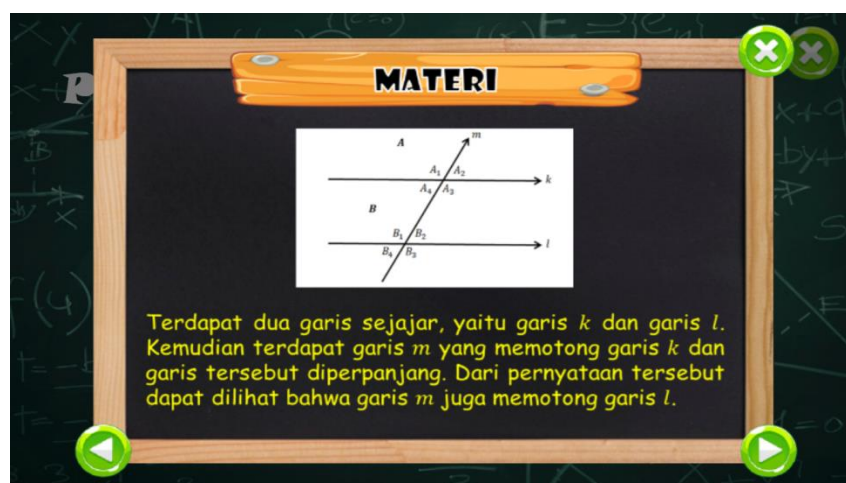 MATERI
A
m
A₁ A₂
k
A₄ A₃
B
B₁ B₂
l
B₄ B₃
Terdapat dua garis sejajar, yaitu garis k dan garis l.
Kemudian terdapat garis m yang memotong garis k dan
garis tersebut diperpanjang. Dari pernyataan tersebut
dapat dilihat bahwa garis m juga memotong garis l.